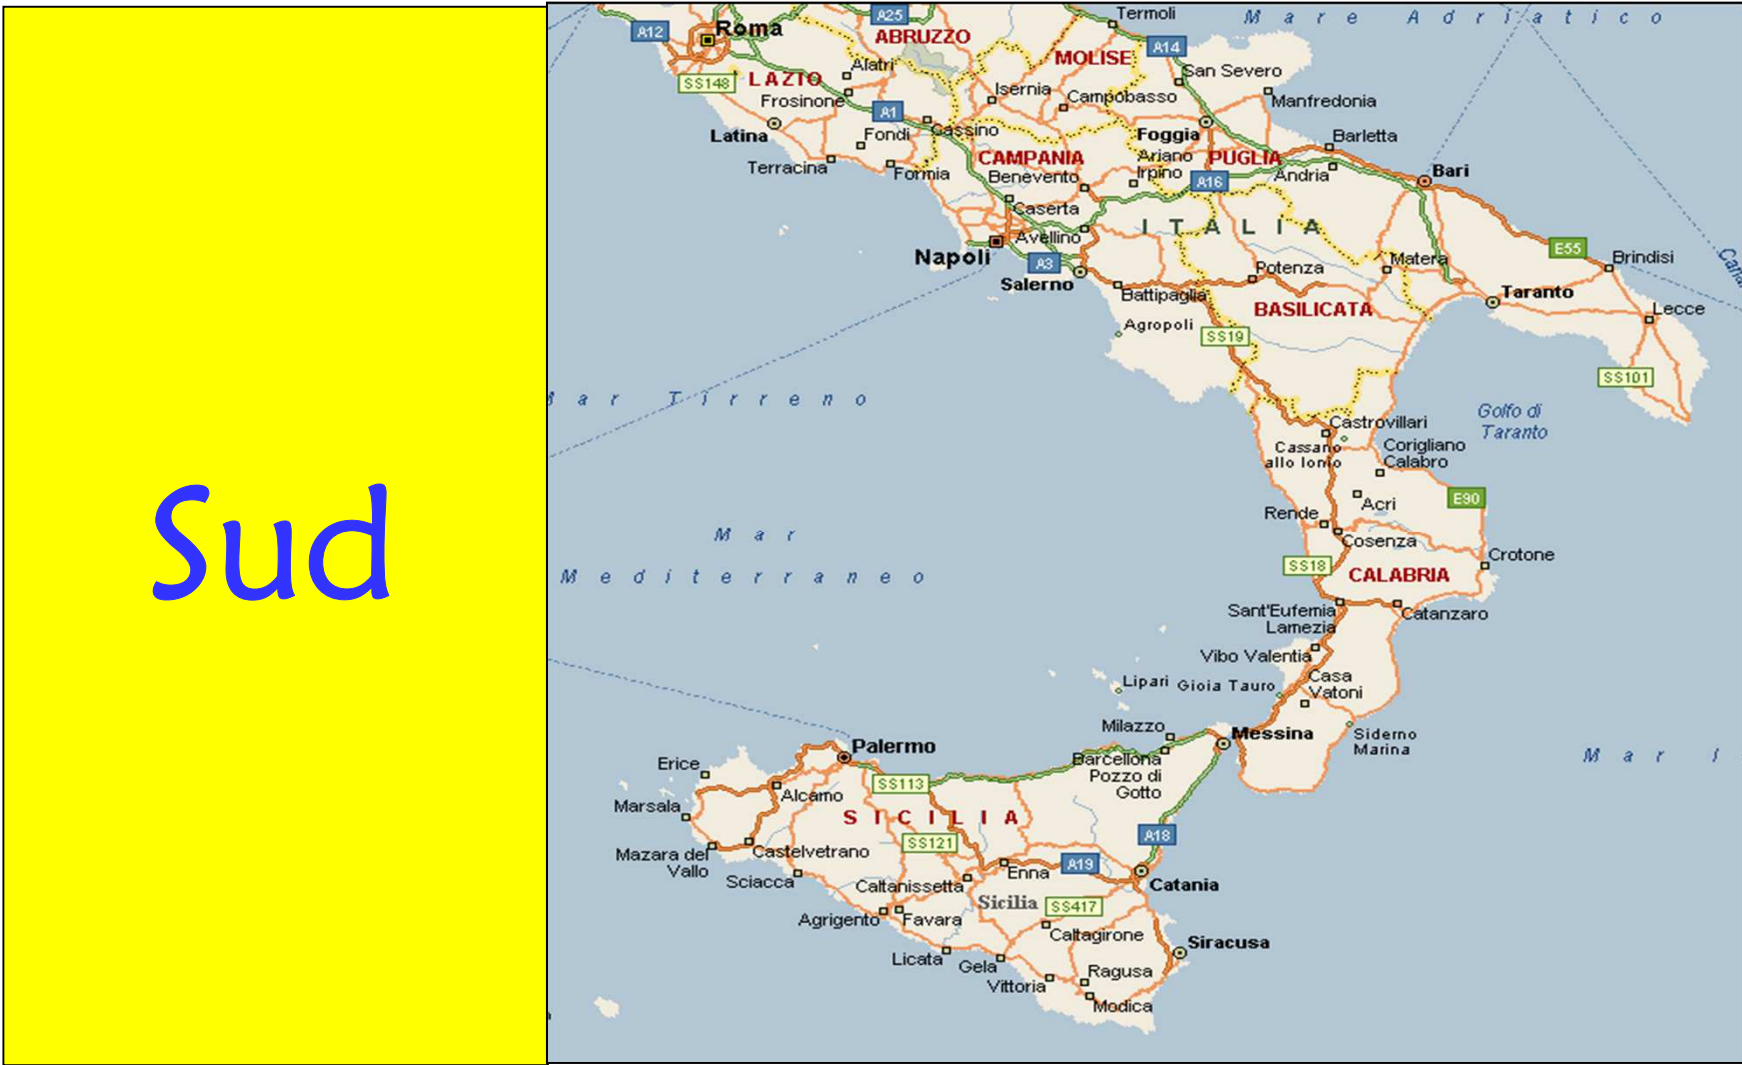 Sud
Mare Adriatico
Termoli
A25
A12
Roma
ABRUZZO
MOLISE
A14
Alatri
San Severo
SS148
LAZIO
Isernia
Campobasso
Frosinone
Manfredonia
A1
Latina
Fondi
Cassino
Foggia
Barletta
Terracina
Formia
CAMPANIA
Ariano
Irpino
PUGLIA
Benevento
A16
Andria
Bari
Caserta
ITALIA
Avellino
Napoli
A3
E55
Salerno
Potenza
Matera
Brindisi
Battipaglia
Taranto
BASILICATA
Lecce
Agropoli
SS19
SS101
Mar Tirreno
Golfo di
Taranto
Castrovillari
Cassano
allo Ionio
Corigliano
Calabro
E90
Acri
Rende
Mar
Mediterraneo
Cosenza
Crotone
SS18
CALABRIA
Sant'Eufemia
Lamezia
Catanzaro
Vibo Valentia
Lipari
Gioia Tauro
Casa
Vatoni
Milazzo
Messina
Siderno
Marina
Mar I
Palermo
Erice
Barcellona
Pozzo di
Gotto
SS113
Alcamo
Marsala
SICILIA
A18
SS121
Mazara del
Vallo
Castelvetrano
Sciacca
Enna
A19
Caltanissetta
Catania
Sicilia
SS417
Agrigento
Favara
Caltagirone
Siracusa
Licata
Gela
Ragusa
Vittoria
Modica